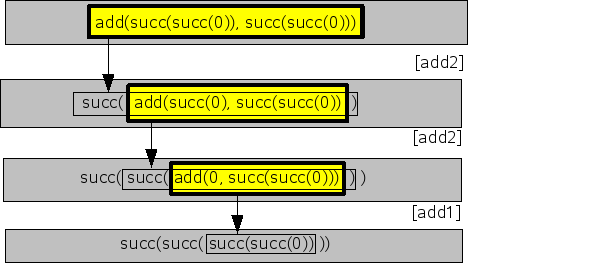 add(succ(succ(0)), succ(succ(0)))
[add2]
succ( add(succ(0), succ(succ(0)) )
[add2]
succ( succ( add(0, succ(succ(0))) ) )
[add1]
succ(succ( succ(succ(0)) ))